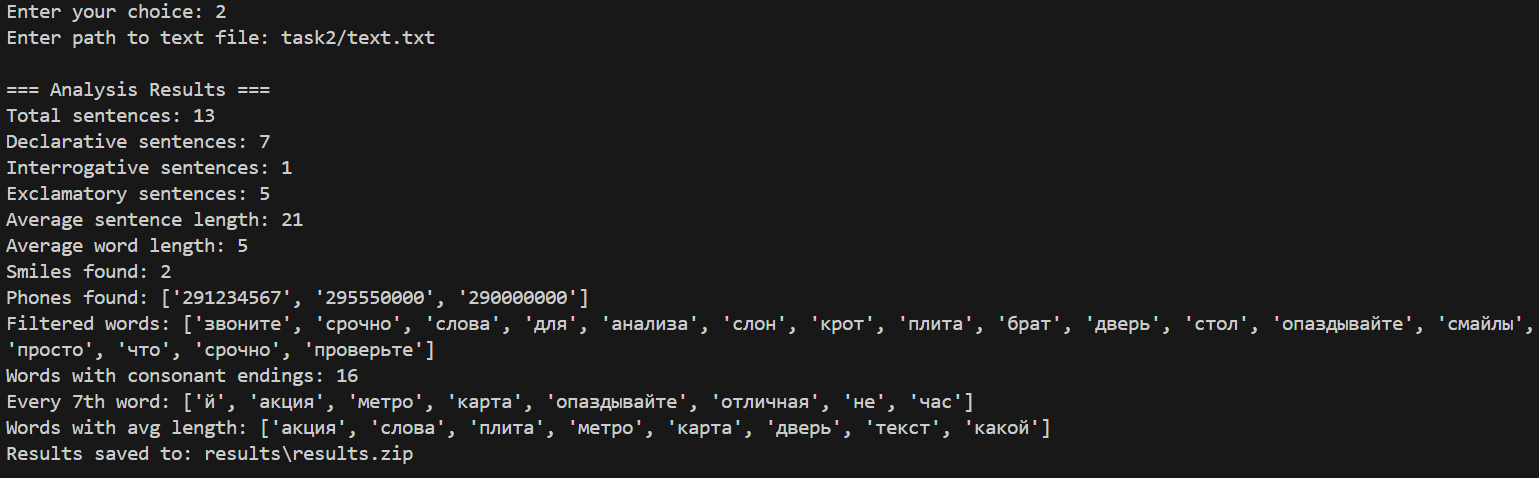 Enter your choice: 2
Enter path to text file: task2/text.txt
=== Analysis Results ===
Total sentences: 13
Declarative sentences: 7
Interrogative sentences: 1
Exclamatory sentences: 5
Average sentence length: 21
Average word length: 5
Smiles found: 2
Phones found: ['291234567', '295550000', '290000000']
Filtered words: ['звоните', 'срочно', 'слова', 'для', 'анализа', 'слон', 'крот', 'плита', 'брат', 'дверь', 'стол', 'опаздывайте', 'смайлы',
'просто', 'что', 'срочно', 'проверьте']
Words with consonant endings: 16
Every 7th word: ['й', 'акция', 'метро', 'карта', 'опаздывайте', 'отличная', 'не', 'час']
Words with avg length: ['акция', 'слова', 'плита', 'метро', 'карта', 'дверь', 'текст', 'какой']
Results saved to: results\results.zip